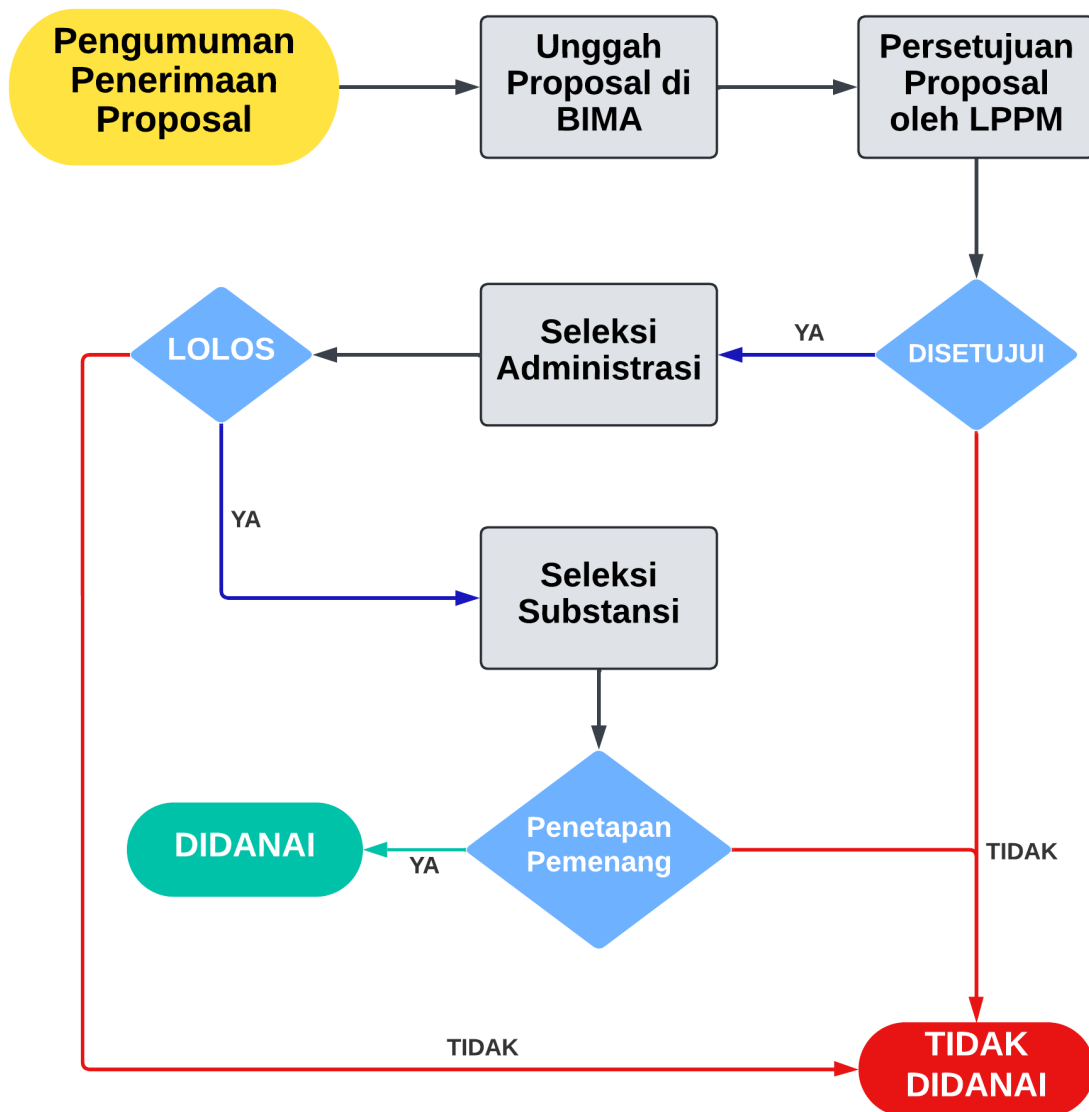 Pengumuman
Penerimaan
Proposal
Unggah
Proposal di
BIMA
Persetujuan
Proposal
oleh LPPM
LOLOS
Seleksi
Administrasi
YA
DISETUJUI
YA
Seleksi
Substansi
DIDANAI
YA
Penetapan
Pemenang
TIDAK
TIDAK
TIDAK
DIDANAI